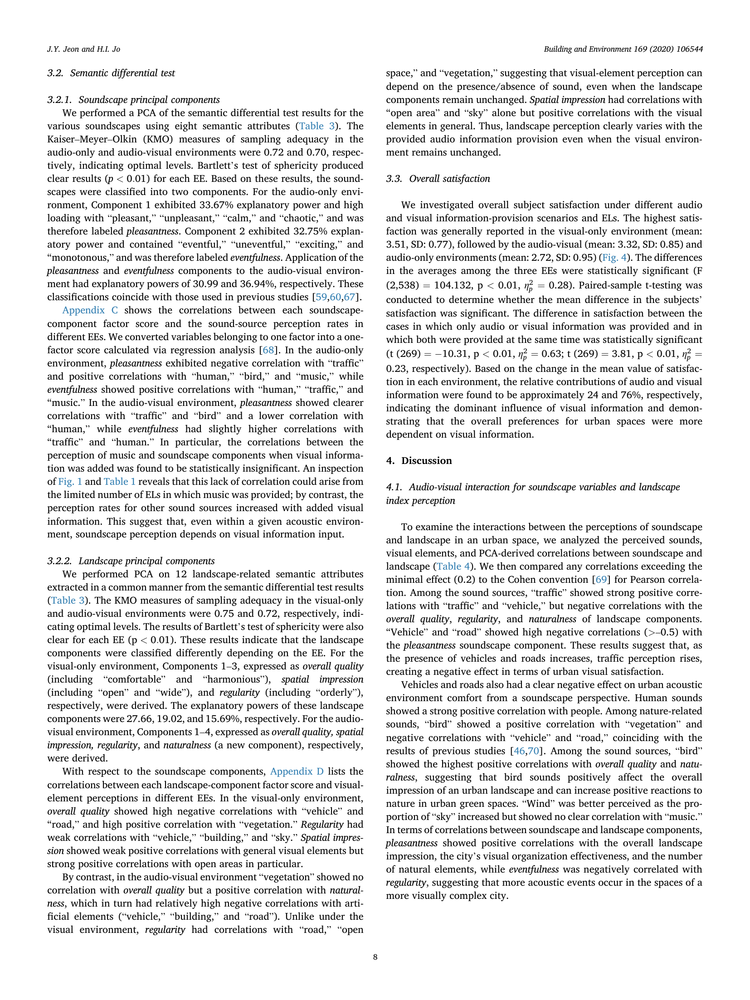 J.Y. Jeon and H.I. Jo
Building and Environment 169 (2020) 106544
3.2. Semantic differential test
3.2.1. Soundscape principal components
We performed a PCA of the semantic differential test results for the
various soundscapes using eight semantic attributes (Table 3). The
Kaiser–Meyer–Olkin (KMO) measures of sampling adequacy in the
audio-only and audio-visual environments were 0.72 and 0.70, respec-
tively, indicating optimal levels. Bartlett’s test of sphericity produced
clear results (p < 0.01) for each EE. Based on these results, the sound-
scapes were classified into two components. For the audio-only envi-
ronment, Component 1 exhibited 33.67% explanatory power and high
loading with “pleasant,” “unpleasant,” “calm,” and “chaotic,” and was
therefore labeled pleasantness. Component 2 exhibited 32.75% explan-
atory power and contained “eventful,” “uneventful,” “exciting,” and
“monotonous,” and was therefore labeled eventfulness. Application of the
pleasantness and eventfulness components to the audio-visual environ-
ment had explanatory powers of 30.99 and 36.94%, respectively. These
classifications coincide with those used in previous studies [59,60,67].
Appendix C shows the correlations between each soundscape-
component factor score and the sound-source perception rates in
different EEs. We converted variables belonging to one factor into a one-
factor score calculated via regression analysis [68]. In the audio-only
environment, pleasantness exhibited negative correlation with “traffic”
and positive correlations with “human,” “bird,” and “music,” while
eventfulness showed positive correlations with “human,” “traffic,” and
“music.” In the audio-visual environment, pleasantness showed clearer
correlations with “traffic” and “bird” and a lower correlation with
“human,” while eventfulness had slightly higher correlations with
“traffic” and “human.” In particular, the correlations between the
perception of music and soundscape components when visual informa-
tion was added was found to be statistically insignificant. An inspection
of Fig. 1 and Table 1 reveals that this lack of correlation could arise from
the limited number of ELs in which music was provided; by contrast, the
perception rates for other sound sources increased with added visual
information. This suggest that, even within a given acoustic environ-
ment, soundscape perception depends on visual information input.
3.2.2. Landscape principal components
We performed PCA on 12 landscape-related semantic attributes
extracted in a common manner from the semantic differential test results
(Table 3). The KMO measures of sampling adequacy in the visual-only
and audio-visual environments were 0.75 and 0.72, respectively, indi-
cating optimal levels. The results of Bartlett’s test of sphericity were also
clear for each EE (p < 0.01). These results indicate that the landscape
components were classified differently depending on the EE. For the
visual-only environment, Components 1–3, expressed as overall quality
(including “comfortable” and “harmonious”), spatial impression
(including “open” and “wide”), and regularity (including “orderly”),
respectively, were derived. The explanatory powers of these landscape
components were 27.66, 19.02, and 15.69%, respectively. For the audio-
visual environment, Components 1–4, expressed as overall quality, spatial
impression, regularity, and naturalness (a new component), respectively,
were derived.
With respect to the soundscape components, Appendix D lists the
correlations between each landscape-component factor score and visual-
element perceptions in different EEs. In the visual-only environment,
overall quality showed high negative correlations with “vehicle” and
“road,” and high positive correlation with “vegetation.” Regularity had
weak correlations with “vehicle,” “building,” and “sky.” Spatial impres-
sion showed weak positive correlations with general visual elements but
strong positive correlations with open areas in particular.
By contrast, in the audio-visual environment “vegetation” showed no
correlation with overall quality but a positive correlation with natural-
ness, which in turn had relatively high negative correlations with arti-
ficial elements (“vehicle,” “building,” and “road”). Unlike under the
visual environment, regularity had correlations with “road,” “open
space,” and “vegetation,” suggesting that visual-element perception can
depend on the presence/absence of sound, even when the landscape
components remain unchanged. Spatial impression had correlations with
“open area” and “sky” alone but positive correlations with the visual
elements in general. Thus, landscape perception clearly varies with the
provided audio information provision even when the visual environ-
ment remains unchanged.
3.3. Overall satisfaction
We investigated overall subject satisfaction under different audio
and visual information-provision scenarios and ELs. The highest satis-
faction was generally reported in the visual-only environment (mean:
3.51, SD: 0.77), followed by the audio-visual (mean: 3.32, SD: 0.85) and
audio-only environments (mean: 2.72, SD: 0.95) (Fig. 4). The differences
in the averages among the three EEs were statistically significant (F
(2,538) = 104.132, p < 0.01, η²ₚ = 0.28). Paired-sample t-testing was
conducted to determine whether the mean difference in the subjects’
satisfaction was significant. The difference in satisfaction between the
cases in which only audio or visual information was provided and in
which both were provided at the same time was statistically significant
(t (269) = −10.31, p < 0.01, η²ₚ = 0.63; t (269) = 3.81, p < 0.01, η²ₚ =
0.23, respectively). Based on the change in the mean value of satisfac-
tion in each environment, the relative contributions of audio and visual
information were found to be approximately 24 and 76%, respectively,
indicating the dominant influence of visual information and demon-
strating that the overall preferences for urban spaces were more
dependent on visual information.
4. Discussion
4.1. Audio-visual interaction for soundscape variables and landscape
index perception
To examine the interactions between the perceptions of soundscape
and landscape in an urban space, we analyzed the perceived sounds,
visual elements, and PCA-derived correlations between soundscape and
landscape (Table 4). We then compared any correlations exceeding the
minimal effect (0.2) to the Cohen convention [69] for Pearson correla-
tion. Among the sound sources, “traffic” showed strong positive corre-
lations with “traffic” and “vehicle,” but negative correlations with the
overall quality, regularity, and naturalness of landscape components.
“Vehicle” and “road” showed high negative correlations (>–0.5) with
the pleasantness soundscape component. These results suggest that, as
the presence of vehicles and roads increases, traffic perception rises,
creating a negative effect in terms of urban visual satisfaction.
Vehicles and roads also had a clear negative effect on urban acoustic
environment comfort from a soundscape perspective. Human sounds
showed a strong positive correlation with people. Among nature-related
sounds, “bird” showed a positive correlation with “vegetation” and
negative correlations with “vehicle” and “road,” coinciding with the
results of previous studies [46,70]. Among the sound sources, “bird”
showed the highest positive correlations with overall quality and natu-
ralness, suggesting that bird sounds positively affect the overall
impression of an urban landscape and can increase positive reactions to
nature in urban green spaces. “Wind” was better perceived as the pro-
portion of “sky” increased but showed no clear correlation with “music.”
In terms of correlations between soundscape and landscape components,
pleasantness showed positive correlations with the overall landscape
impression, the city’s visual organization effectiveness, and the number
of natural elements, while eventfulness was negatively correlated with
regularity, suggesting that more acoustic events occur in the spaces of a
more visually complex city.
8